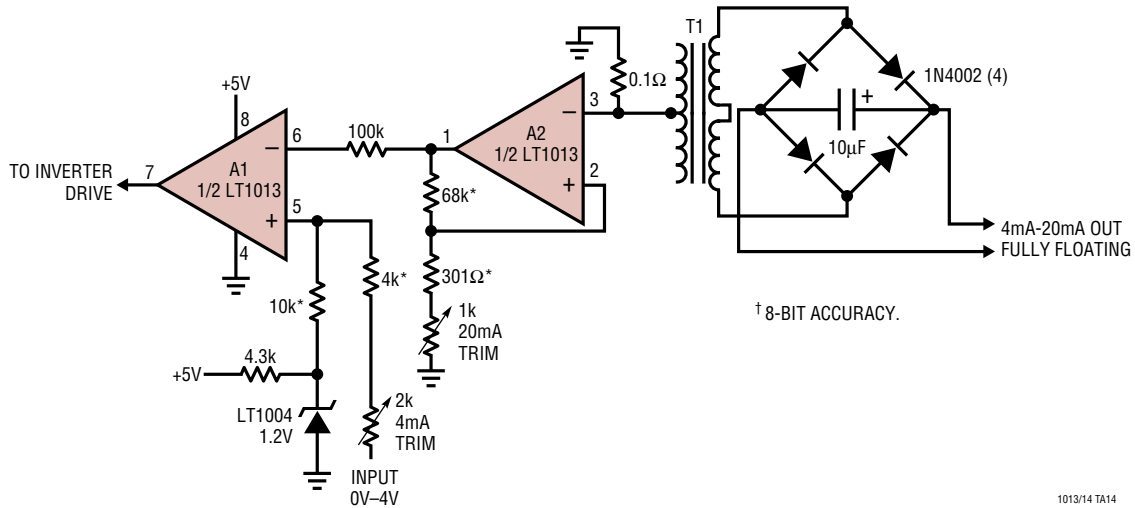 T1
0.1Ω
1N4002 (4)
+
10µF
+5V
8
6
–
100k
1
A2
1/2 LT1013
3
–
2
+
TO INVERTER
DRIVE
7
A1
1/2 LT1013
5
+
4
68k*
4mA-20mA OUT
FULLY FLOATING
10k*
4k*
301Ω*
1k
20mA
TRIM
† 8-BIT ACCURACY.
+5V
4.3k
LT1004
1.2V
2k
4mA
TRIM
INPUT
0V–4V
1013/14 TA14